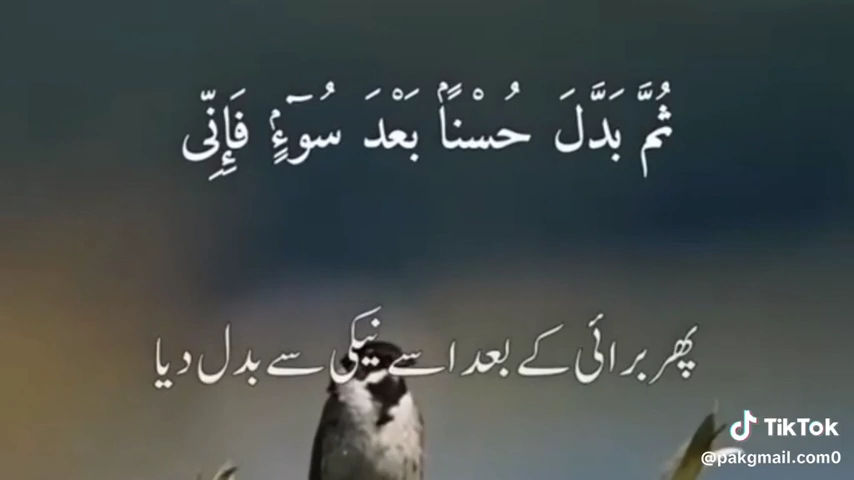 ثُمَّ بَدَّلَ حُسْنًاۢ بَعْدَ سُوٓءٍۢ فَإِنِّى
پھر برائی کے بعد اسے نیکی سے بدل دیا
TikTok
@pakgmail.com0